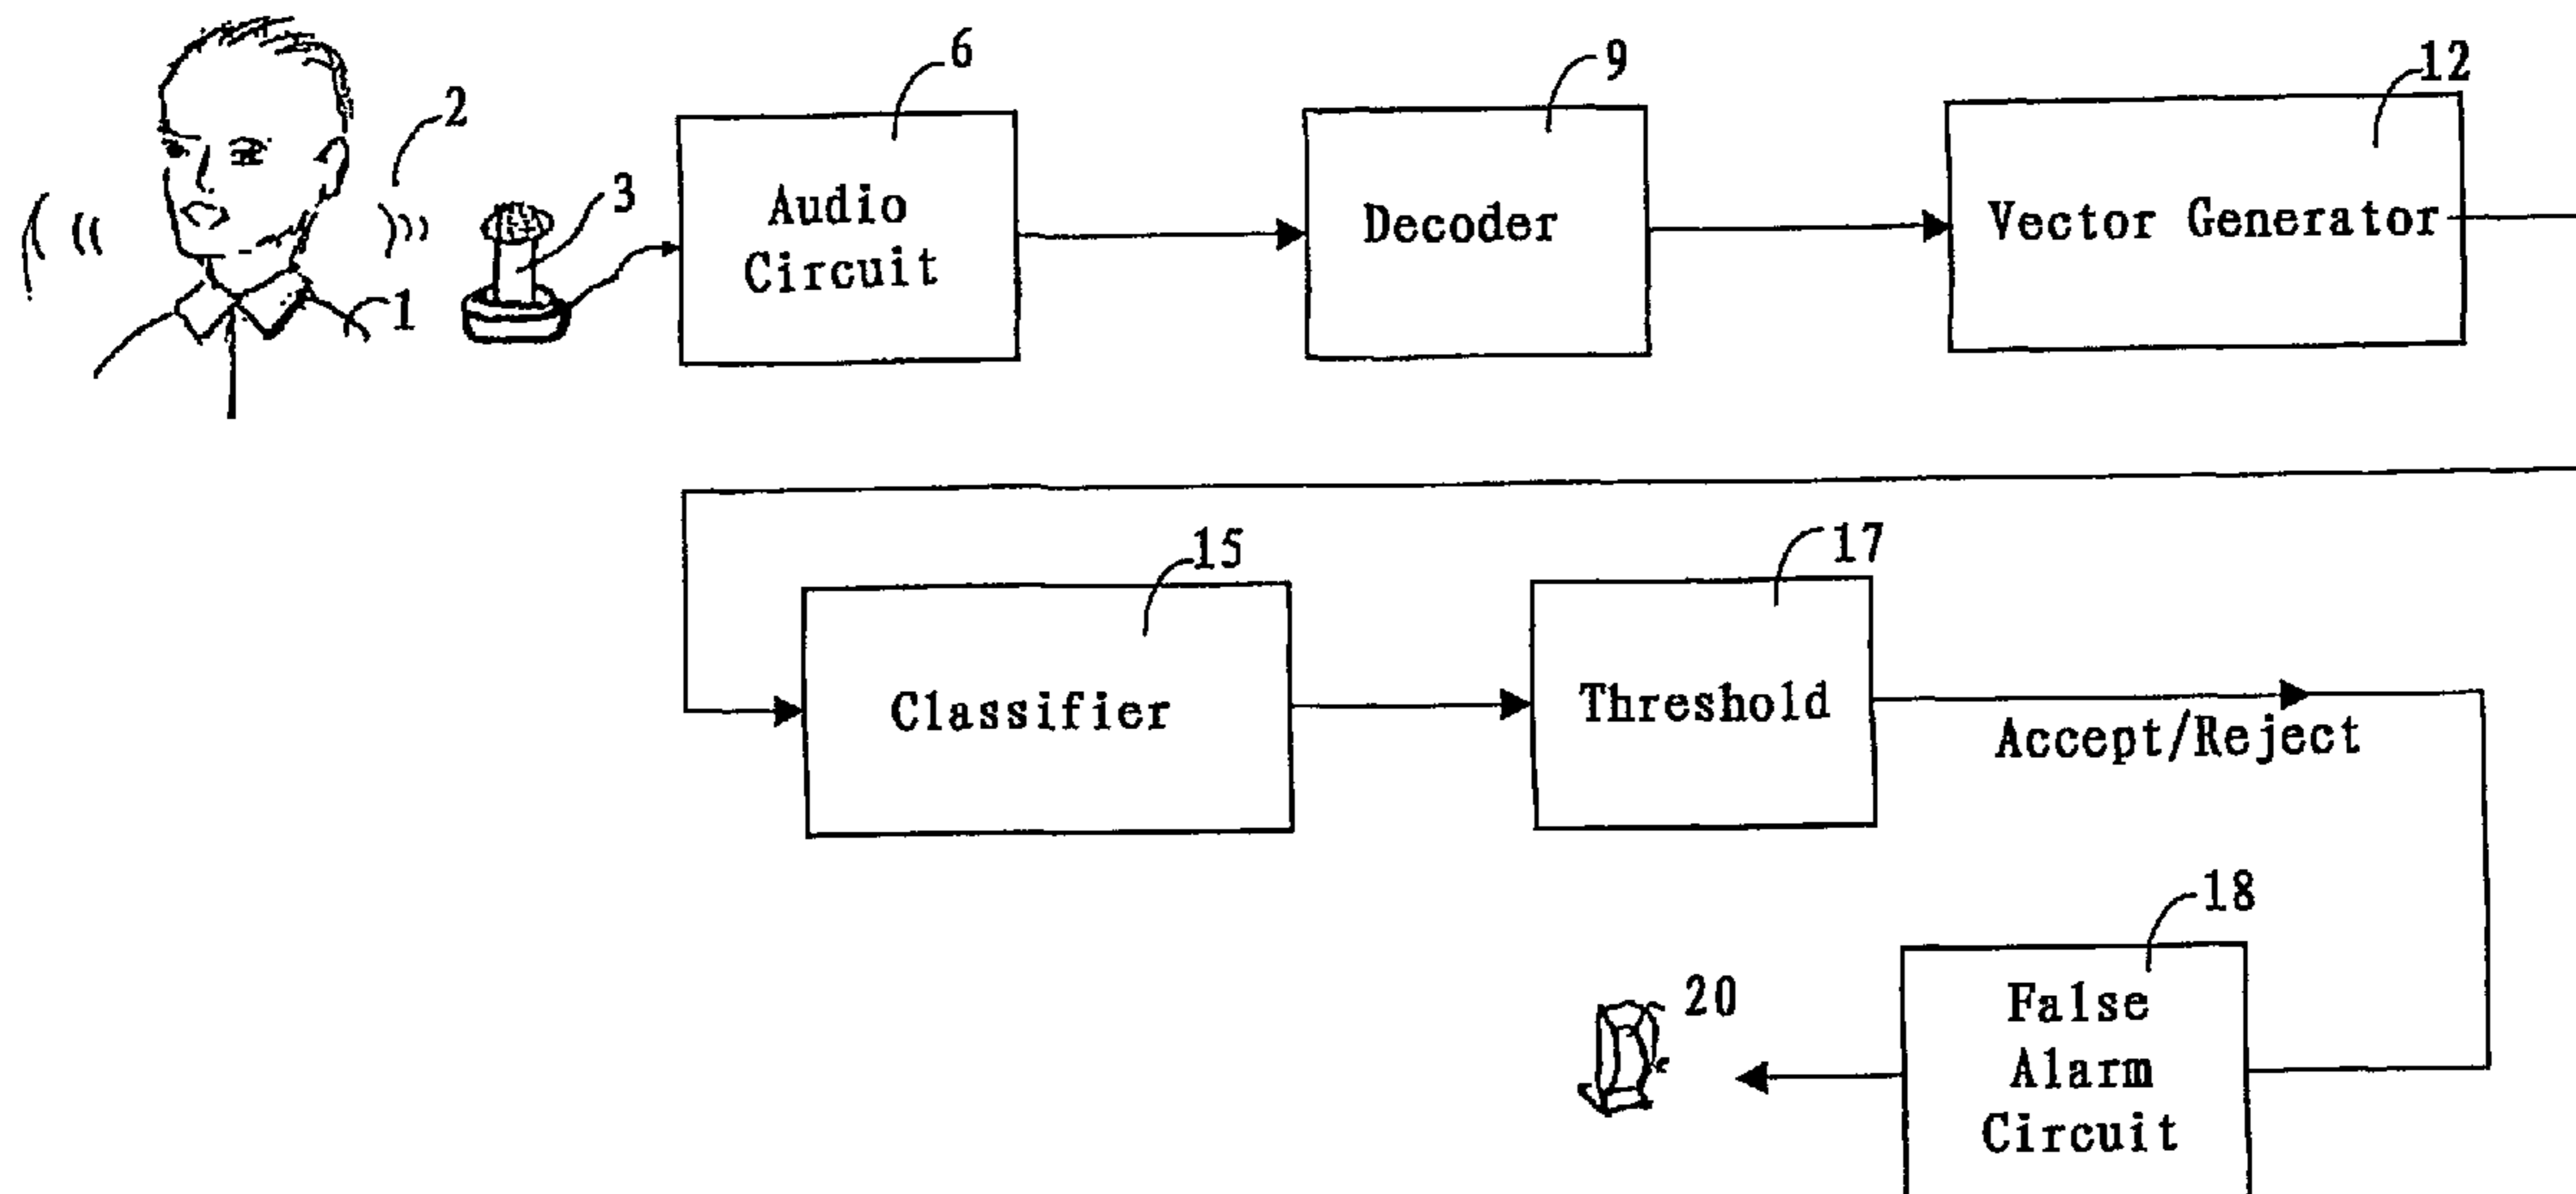 6
9
12
2
3
Audio
Circuit
Decoder
Vector Generator
1
15
17
Classifier
Threshold
Accept/Reject
18
20
False
Alarm
Circuit